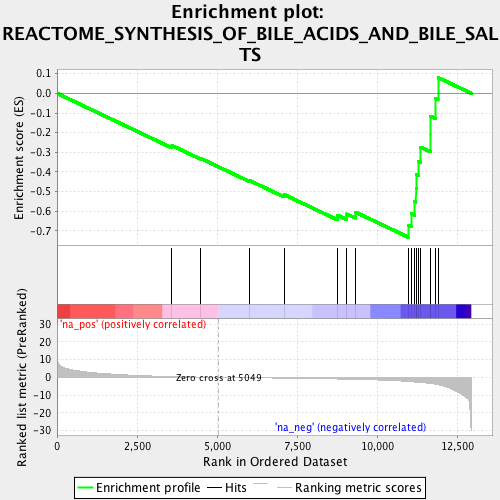 Enrichment plot:
REACTOME_SYNTHESIS_OF_BILE_ACIDS_AND_BILE_SAL
TS
Enrichment score (ES)
0.1
0.0
-0.1
-0.2
-0.3
-0.4
-0.5
-0.6
-0.7
'na_pos' (positively correlated)
Ranked list metric (PreRanked)
30
20
10
0
-10
-20
-30
Zero cross at 5049
'na_neg' (negatively correlated)
0
2,500
5,000
7,500
10,000
12,500
Rank in Ordered Dataset
Enrichment profile
Hits
Ranking metric scores